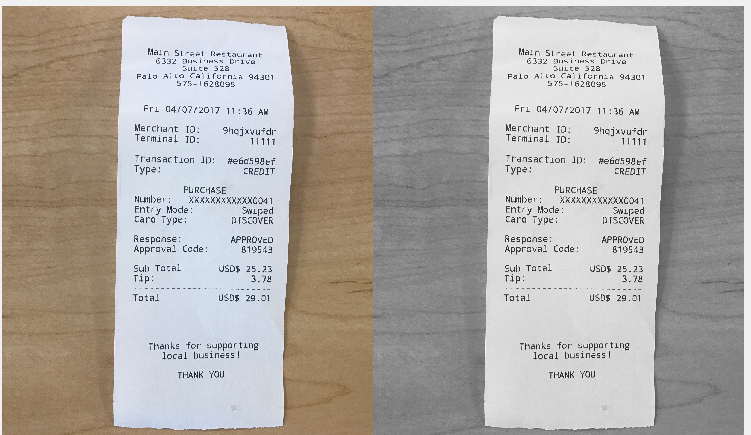 Main Street Restaurant
6332 Business Drive
Suite 528
Palo Alto California 94301
575-1628095
Fri 04/07/2017 11:36 AM
Merchant ID: 9hqjxvufdr
Terminal ID: 11111
Transaction ID: #e6d598ef
Type: CREDIT
PURCHASE
Number: XXXXXXXXXXXX0041
Entry Mode: Swiped
Card Type: DISCOVER
Response: APPROVED
Approval Code: 819543
Sub Total USD$ 25.23
Tip: 3.78
Total USD$ 29.01
Thanks for supporting
local business!
THANK YOU
Main Street Restaurant
6332 Business Drive
Suite 528
Palo Alto California 94301
575-1628095
Fri 04/07/2017 11:36 AM
Merchant ID: 9hqjxvufdr
Terminal ID: 11111
Transaction ID: #e6d598ef
Type: CREDIT
PURCHASE
Number: XXXXXXXXXXXX0041
Entry Mode: Swiped
Card Type: DISCOVER
Response: APPROVED
Approval Code: 819543
Sub Total USD$ 25.23
Tip: 3.78
Total USD$ 29.01
Thanks for supporting
local business!
THANK YOU